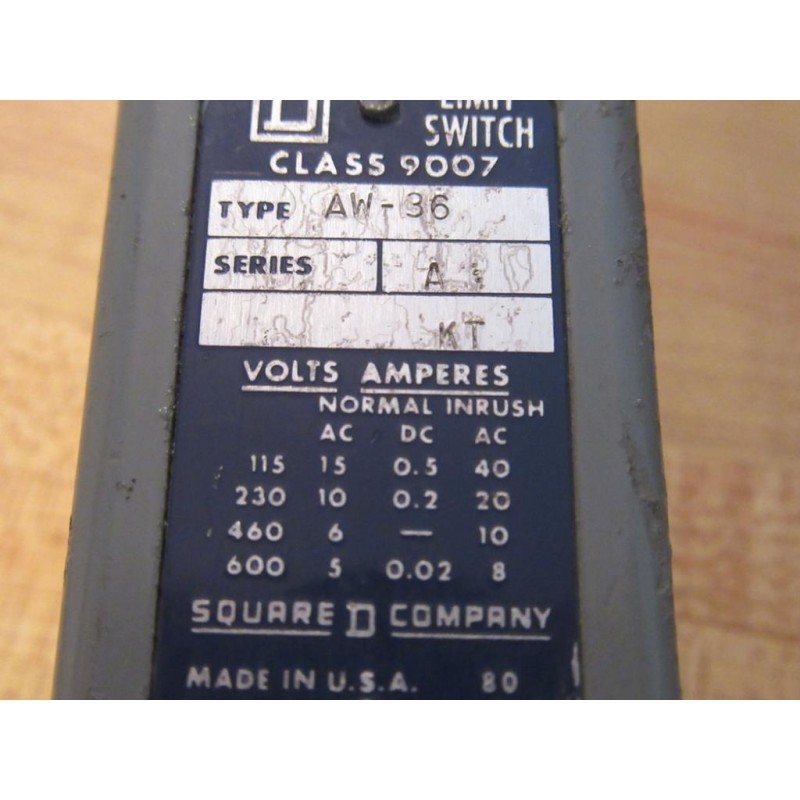 D LIMIT
SWITCH
CLASS 9007
TYPE AW-36
SERIES A
KT
VOLTS AMPERES
NORMAL INRUSH
AC DC AC
115 15 0.5 40
230 10 0.2 20
460 6 — 10
600 5 0.02 8
SQUARE D COMPANY
MADE IN U.S.A. 80